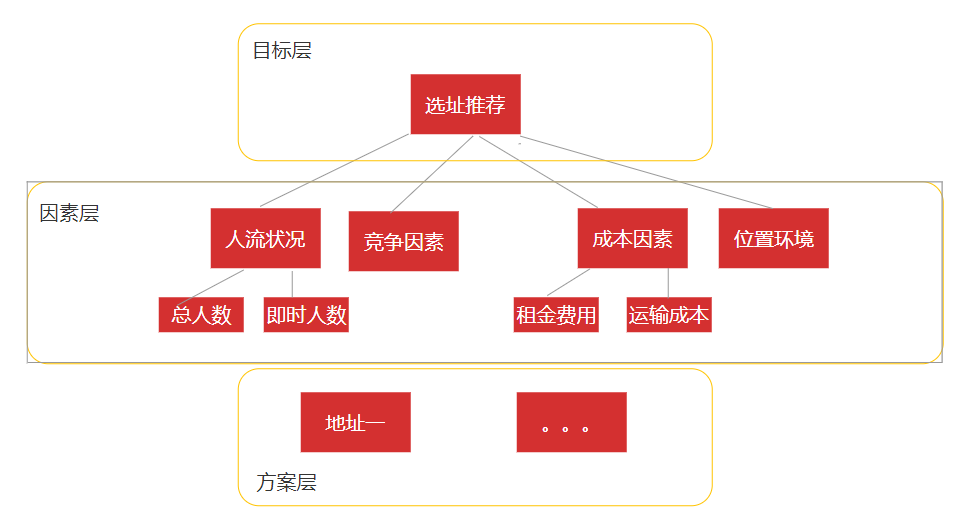 目标层
选址推荐
因素层
人流状况
竞争因素
成本因素
位置环境
总人数
即时人数
租金费用
运输成本
地址一
。。。
方案层